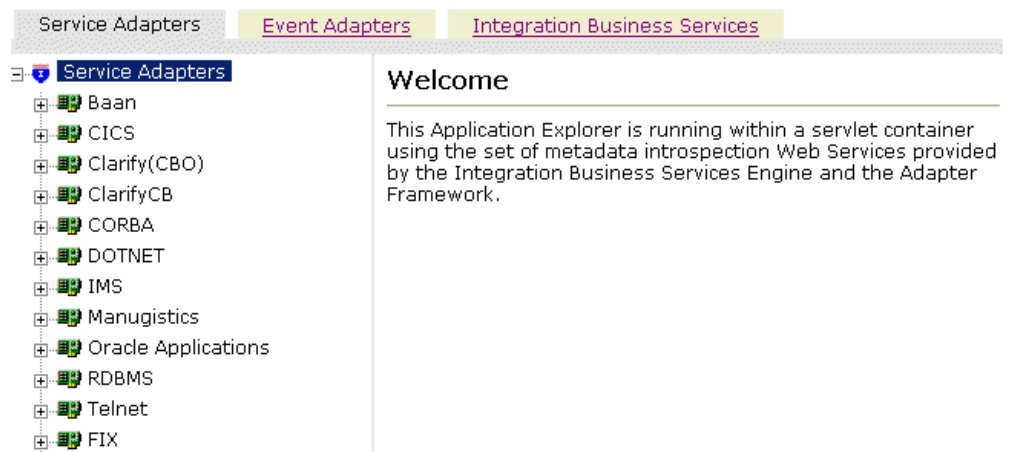 Service Adapters
Event Adapters
Integration Business Services
Service Adapters
Baan
CICS
Clarify(CBO)
ClarifyCB
CORBA
DOTNET
IMS
Manugistics
Oracle Applications
RDBMS
Telnet
FIX
Welcome
This Application Explorer is running within a servlet container
using the set of metadata introspection Web Services provided
by the Integration Business Services Engine and the Adapter
Framework.